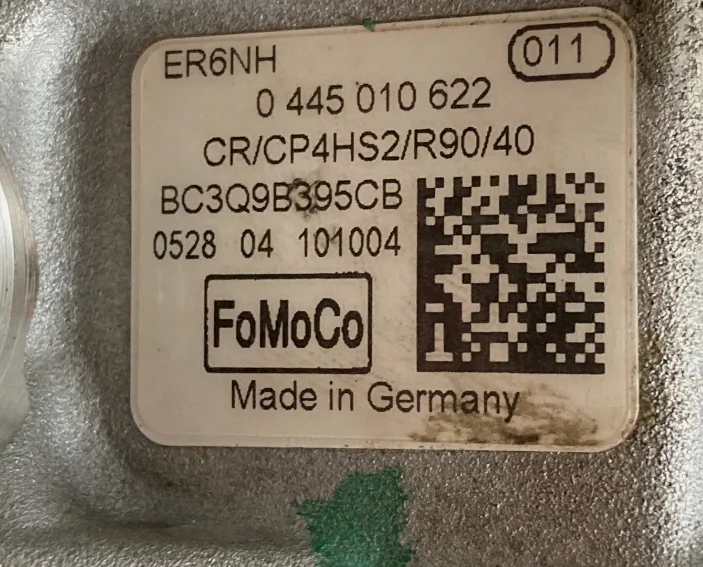 ER6NH
011
0 445 010 622
CR/CP4HS2/R90/40
BC3Q9B395CB
0528 04 101004
FoMoCo
Made in Germany